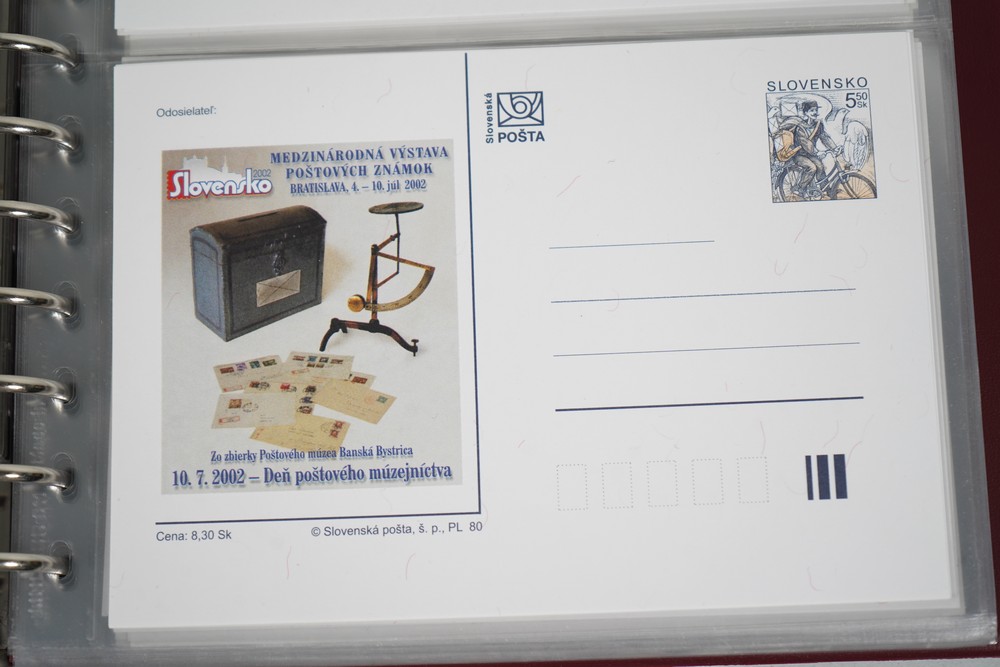 Odosielateľ:
Slovensko 2002
MEDZINÁRODNÁ VÝSTAVA
POŠTOVÝCH ZNÁMOK
BRATISLAVA, 4. – 10. júl 2002
Zo zbierky Poštového múzea Banská Bystrica
10. 7. 2002 – Deň poštového múzejníctva
Cena: 8,30 Sk
© Slovenská pošta, š. p., PL 80
Slovenská
POŠTA
SLOVENSKO
5 50
Sk